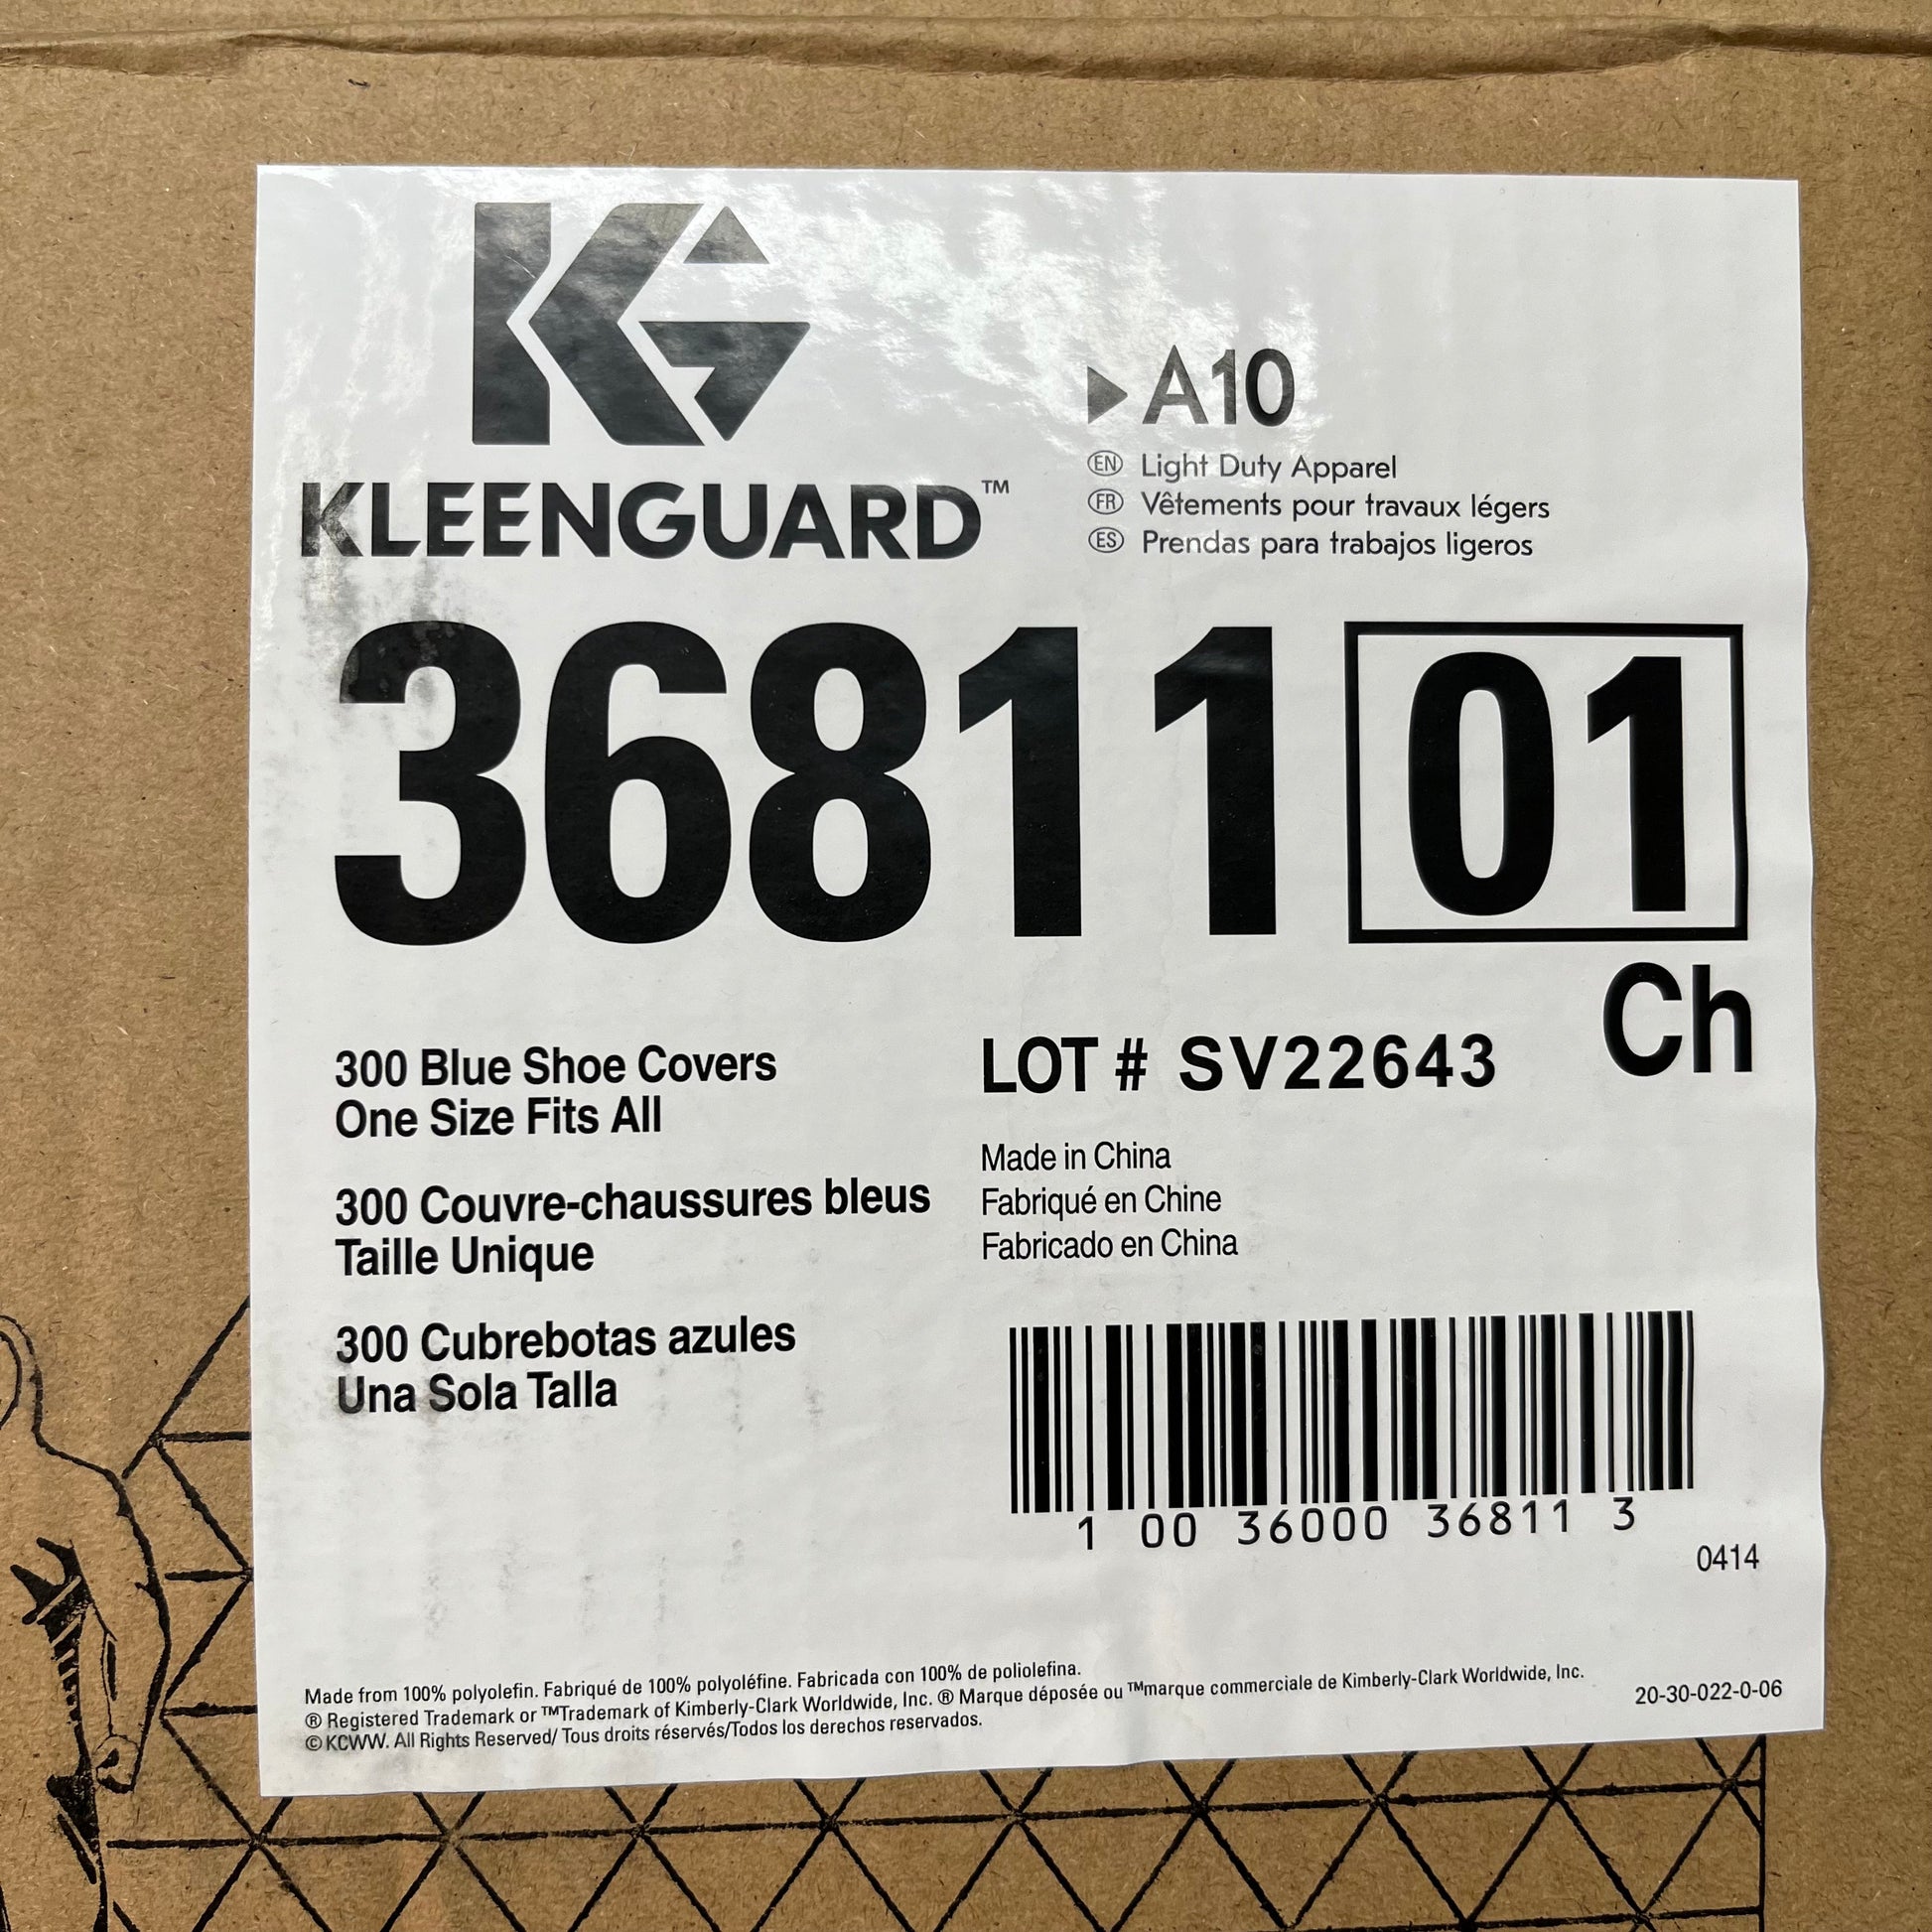 KG
KLEENGUARD™
A10
EN Light Duty Apparel
FR Vêtements pour travaux légers
ES Prendas para trabajos ligeros
36811 01
Ch
300 Blue Shoe Covers
One Size Fits All
300 Couvre-chaussures bleus
Taille Unique
300 Cubrebotas azules
Una Sola Talla
LOT # SV22643
Made in China
Fabriqué en Chine
Fabricado en China
1 00 36000 36811 3
0414
Made from 100% polyolefin. Fabriqué de 100% polyoléfine. Fabricada con 100% de poliolefina.
® Registered Trademark or ™Trademark of Kimberly-Clark Worldwide, Inc. ® Marque déposée ou ™marque commerciale de Kimberly-Clark Worldwide, Inc.
© KCWW. All Rights Reserved/ Tous droits réservés/Todos los derechos reservados.
20-30-022-0-06